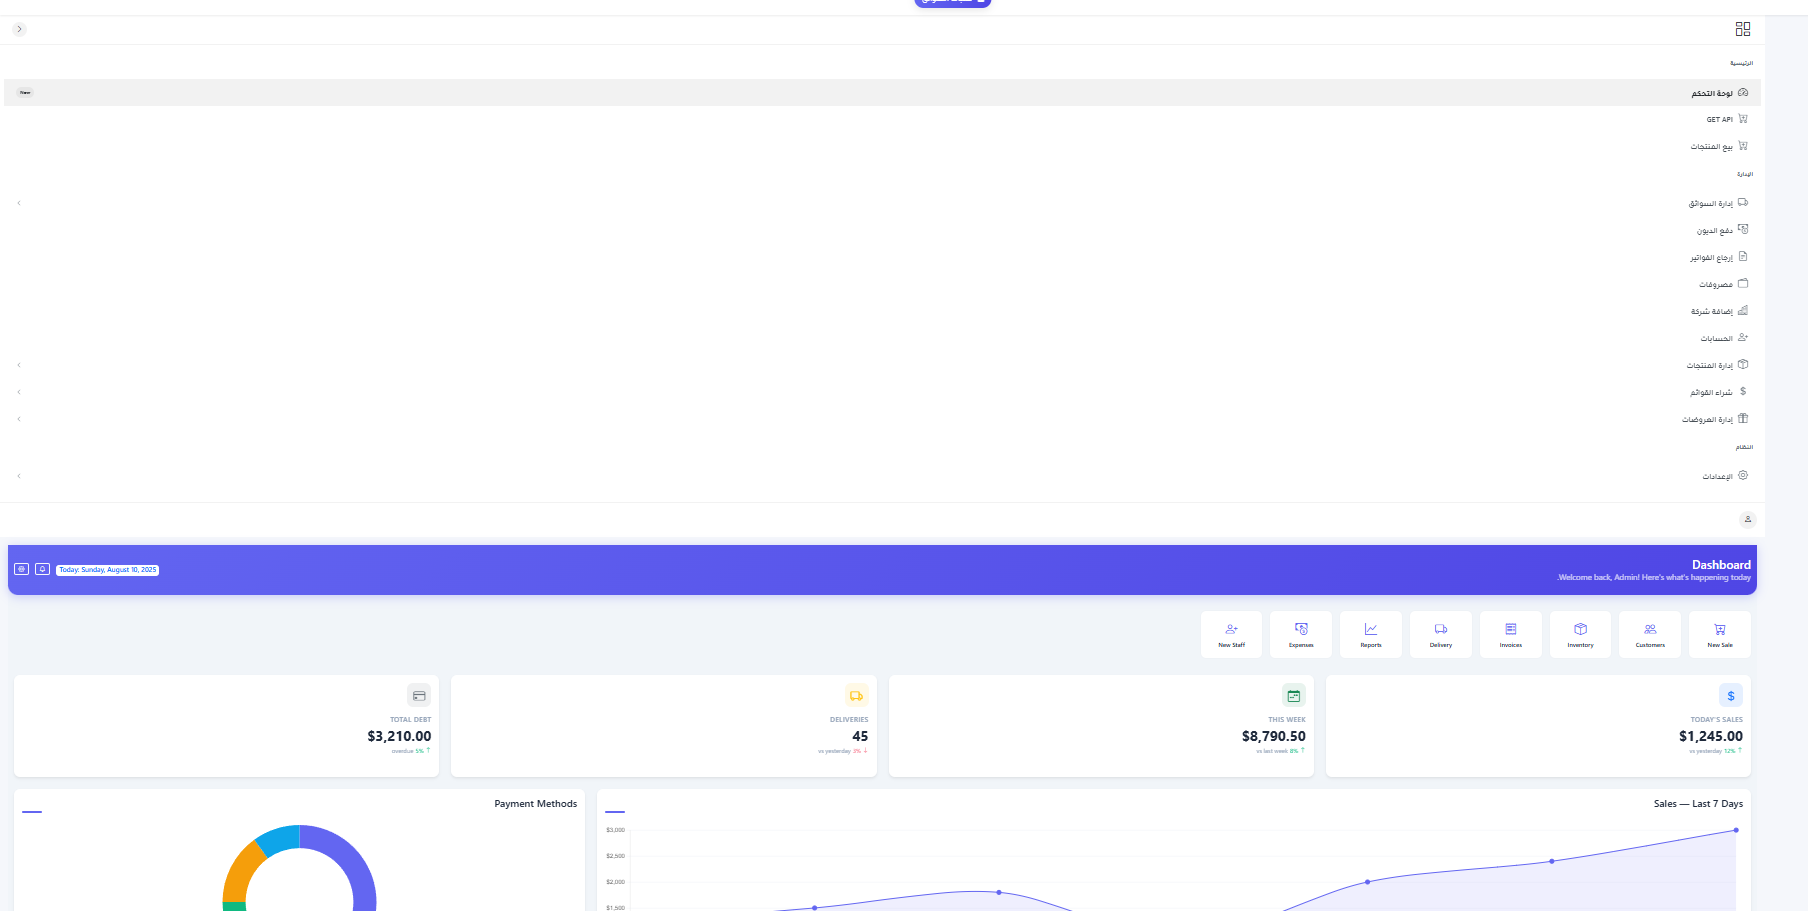 الرئيسية
لوحة التحكم New
GET API
بيع المنتجات
الإدارة
إدارة السوائق
دفع الديون
إرجاع الفواتير
مصروفات
إضافة شركة
الحسابات
إدارة المنتجات
شراء القوائم
إدارة العروضات
النظام
الإعدادات
Dashboard
.Welcome back, Admin! Here's what's happening today
Today: Sunday, August 10, 2025
New Sale
Customers
Inventory
Invoices
Delivery
Reports
Expenses
New Staff
TODAY'S SALES
$1,245.00
vs yesterday 12% ↑
THIS WEEK
$8,790.50
vs last week 8% ↑
DELIVERIES
45
vs yesterday 3% ↓
TOTAL DEBT
$3,210.00
overdue 5% ↑
Sales — Last 7 Days
$3,000
$2,500
$2,000
$1,500
Payment Methods